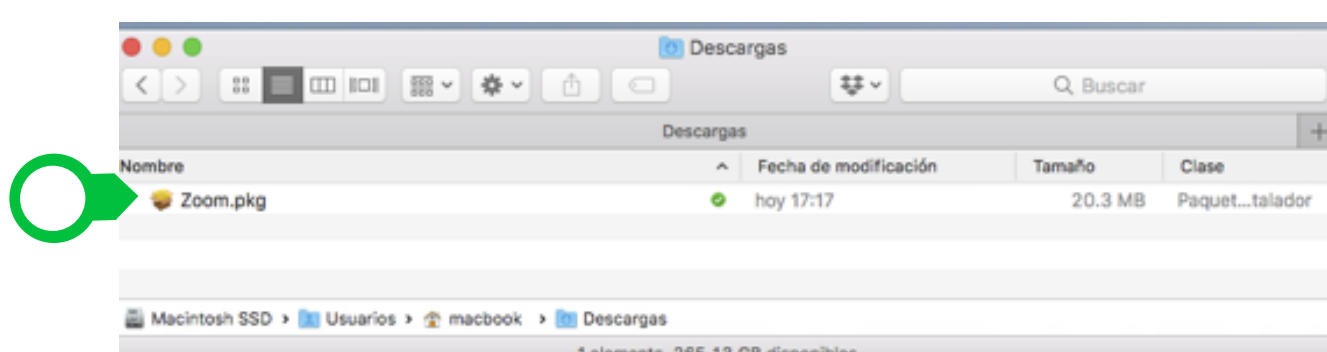 Descargas
Buscar
Descargas
Nombre Fecha de modificación Tamaño Clase
Zoom.pkg hoy 17:17 20.3 MB Paquet...talador
Macintosh SSD › Usuarios › macbook › Descargas